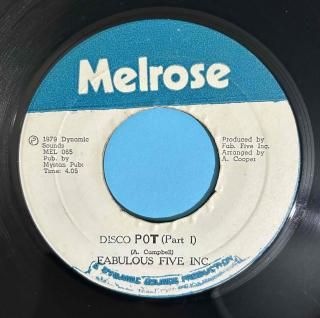 Melrose
℗ 1979 Dynamic
Sounds
MEL 065
Pub. by
Mystan Pub:
Time: 4.05
Produced by
Fab. Five Inc.
Arranged by
A. Cooper
DISCO POT (Part I)
(A. Campbell)
FABULOUS FIVE INC.
A DYNAMIC SOUNDS PRODUCTION